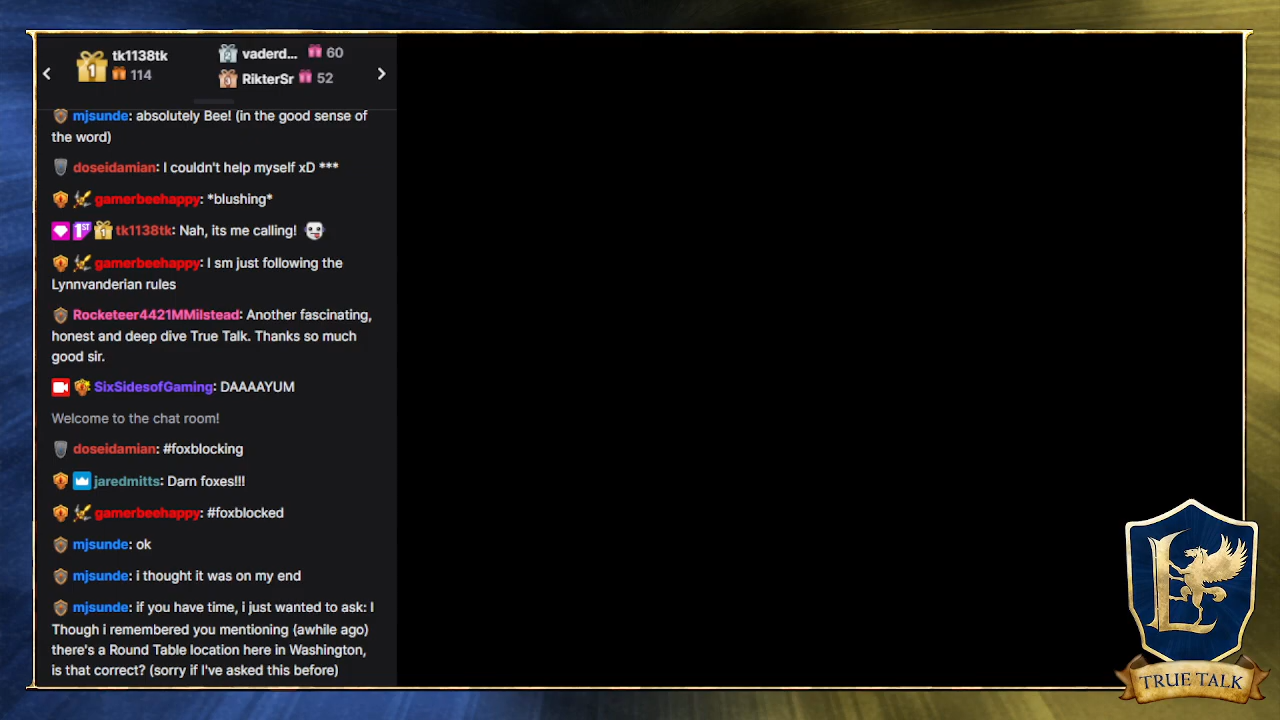 tk1138tk
114
vaderd... 60
RikterSr 52
mjsunde: absolutely Bee! (in the good sense of
the word)
doseidamian: I couldn't help myself xD ***
gamerbeehappy: *blushing*
1ST 1 tk1138tk: Nah, its me calling!
gamerbeehappy: I sm just following the
Lynnvanderian rules
Rocketeer4421MMilstead: Another fascinating,
honest and deep dive True Talk. Thanks so much
good sir.
SixSidesofGaming: DAAAAYUM
Welcome to the chat room!
doseidamian: #foxblocking
jaredmitts: Darn foxes!!!
gamerbeehappy: #foxblocked
mjsunde: ok
mjsunde: i thought it was on my end
mjsunde: if you have time, i just wanted to ask: I
Though i remembered you mentioning (awhile ago)
there's a Round Table location here in Washington,
is that correct? (sorry if I've asked this before)
L
TRUE TALK